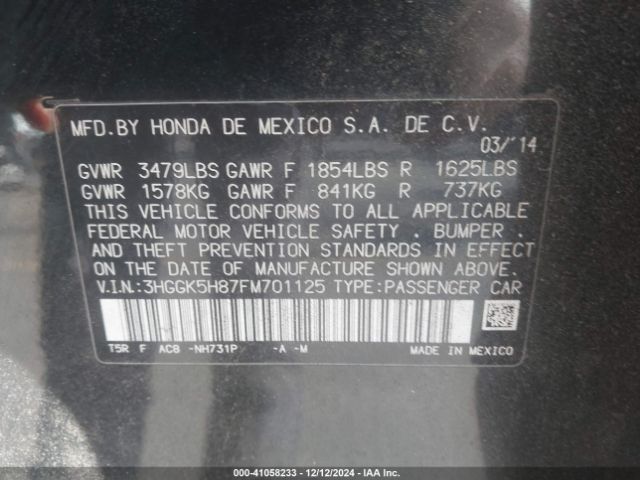 MFD.BY HONDA DE MEXICO S.A. DE C.V.
03/'14
GVWR 3479LBS GAWR F 1854LBS R 1625LBS
GVWR 1578KG GAWR F 841KG R 737KG
THIS VEHICLE CONFORMS TO ALL APPLICABLE
FEDERAL MOTOR VEHICLE SAFETY . BUMPER .
AND THEFT PREVENTION STANDARDS IN EFFECT
ON THE DATE OF MANUFACTURE SHOWN ABOVE.
V.I.N.:3HGGK5H87FM701125 TYPE:PASSENGER CAR
T5R F AC8 -NH731P -A -M MADE IN MEXICO
000-41058233 - 12/12/2024 - IAA Inc.